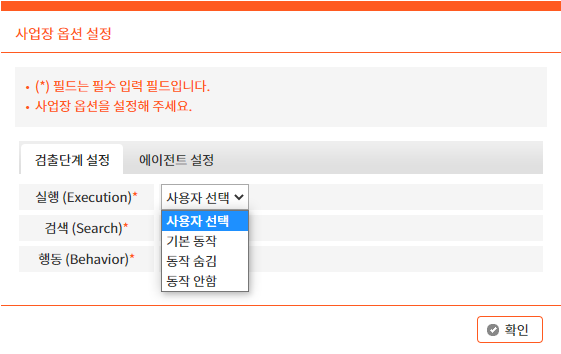 사업장 옵션 설정
• (*) 필드는 필수 입력 필드입니다.
• 사업장 옵션을 설정해 주세요.
검출단계 설정 에이전트 설정
실행 (Execution)* 사용자 선택
검색 (Search)* 사용자 선택
기본 동작
행동 (Behavior)* 동작 숨김
동작 안함
확인